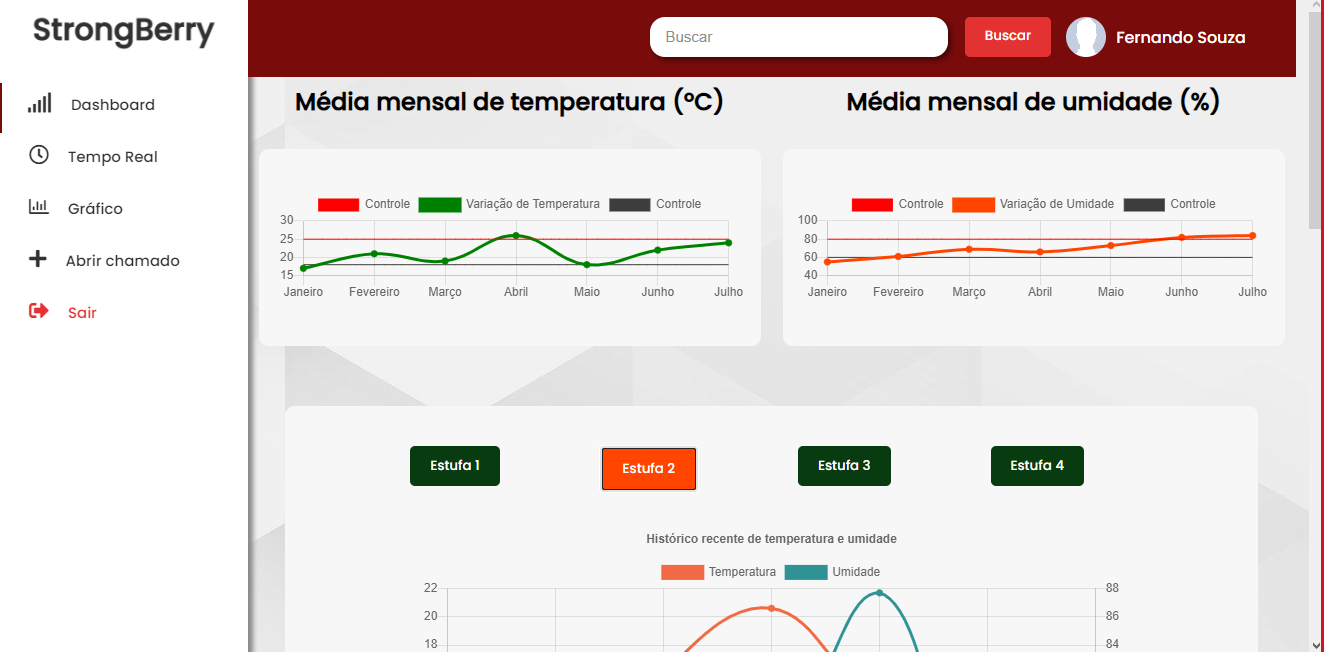 StrongBerry
Buscar
Buscar
Fernando Souza
Dashboard
Tempo Real
Gráfico
Abrir chamado
Sair
Média mensal de temperatura (ºC)
Controle Variação de Temperatura Controle
30
25
20
15
Janeiro Fevereiro Março Abril Maio Junho Julho
Média mensal de umidade (%)
Controle Variação de Umidade Controle
100
80
60
40
Janeiro Fevereiro Março Abril Maio Junho Julho
Estufa 1 Estufa 2 Estufa 3 Estufa 4
Histórico recente de temperatura e umidade
Temperatura Umidade
22 88
20 86
18 84